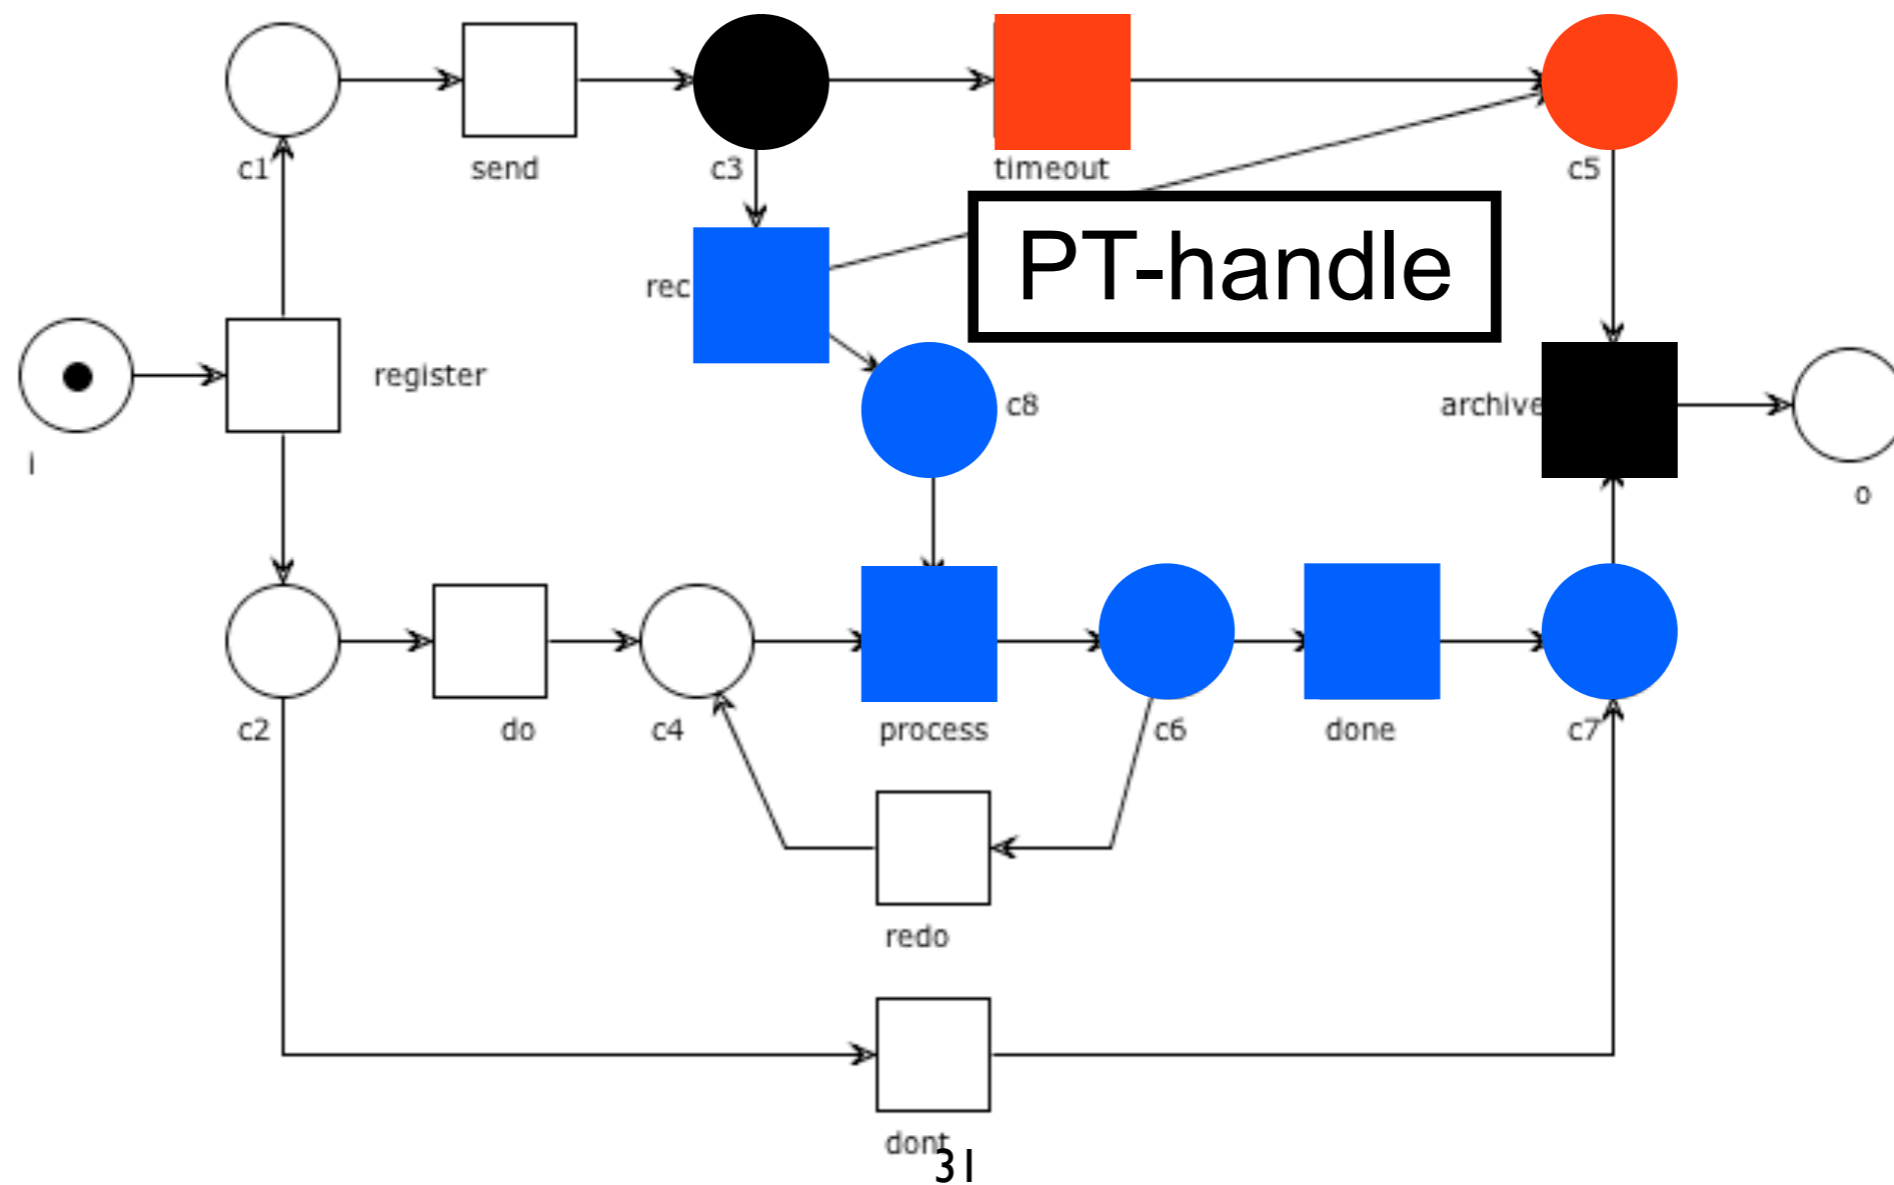 c1
send
c3
timeout
c5
PT-handle
rec
register
c8
archive
i
o
c2
do
c4
process
c6
done
c7
redo
dont
31